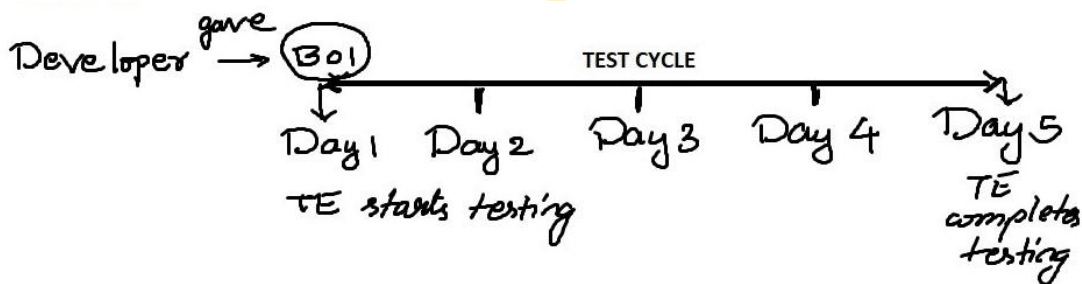 gave
Developer → B01
TEST CYCLE
Day 1 Day 2 Day 3 Day 4 Day 5
TE starts testing
TE
completes
testing